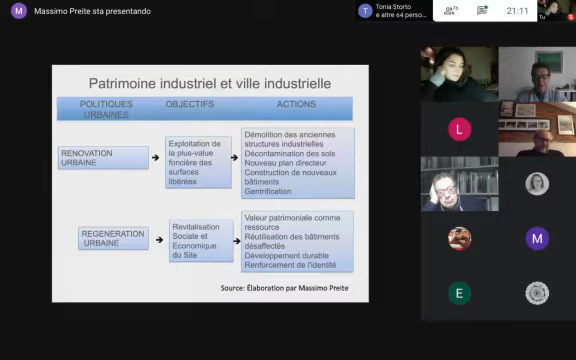 M Massimo Preite sta presentando
T Tonia Storto
e altre 64 perso...
76
21:11
Tu
Patrimoine industriel et ville industrielle
POLITIQUES
URBAINES
OBJECTIFS
ACTIONS
RENOVATION
URBAINE
Exploitation de
la plus-value
foncière des
surfaces
libérées
Démolition des anciennes
structures industrielles
Décontamination des sols
Nouveau plan directeur
Construction de nouveaux
bâtiments
Gentrification
REGENERATION
URBAINE
Revitalisation
Sociale et
Économique
du Site
Valeur patrimoniale comme
ressource
Réutilisation des bâtiments
désaffectés
Développement durable
Renforcement de l'identité
Source: Élaboration par Massimo Preite
L
M
E